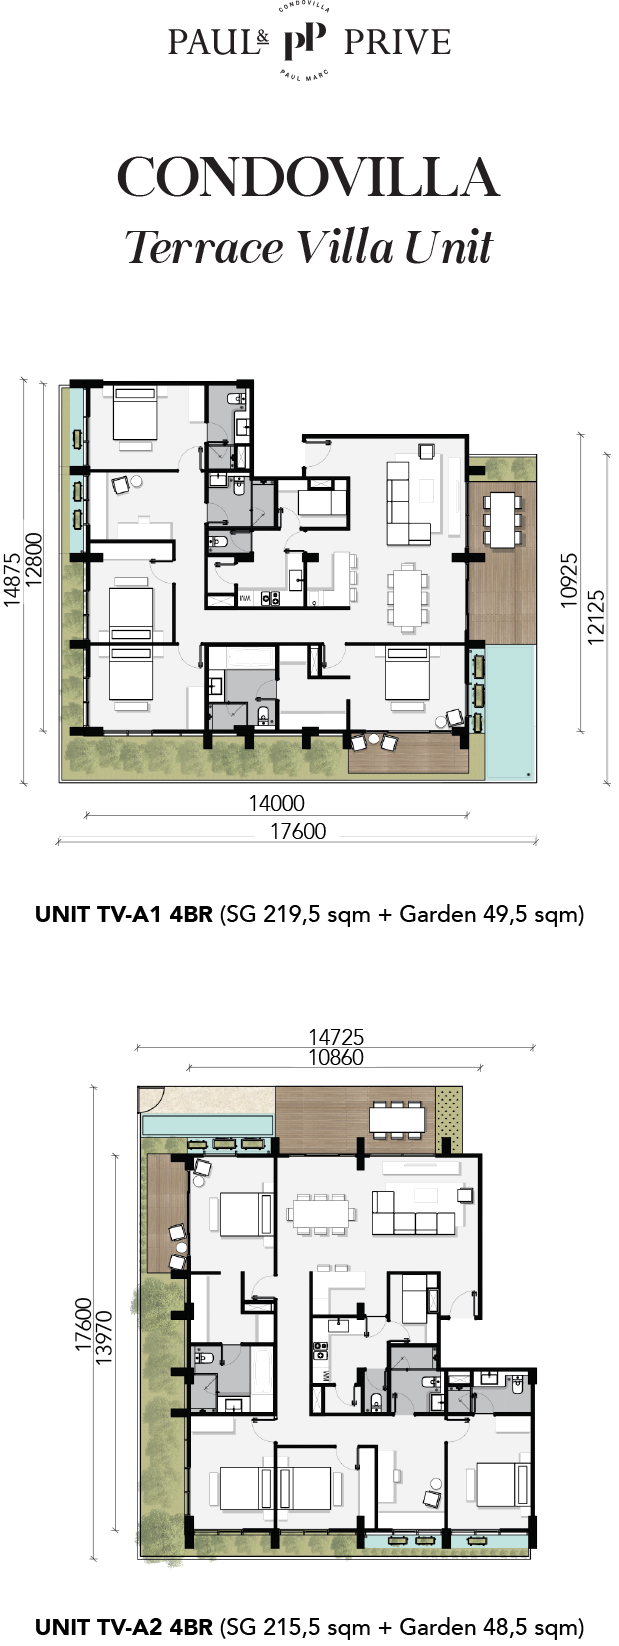 CONDOVILLA
PAUL & PP PRIVE
PAUL MARC
CONDOVILLA
Terrace Villa Unit
14875
12800
10925
12125
WM
14000
17600
UNIT TV-A1 4BR (SG 219,5 sqm + Garden 49,5 sqm)
14725
10860
17600
13970
WM
UNIT TV-A2 4BR (SG 215,5 sqm + Garden 48,5 sqm)